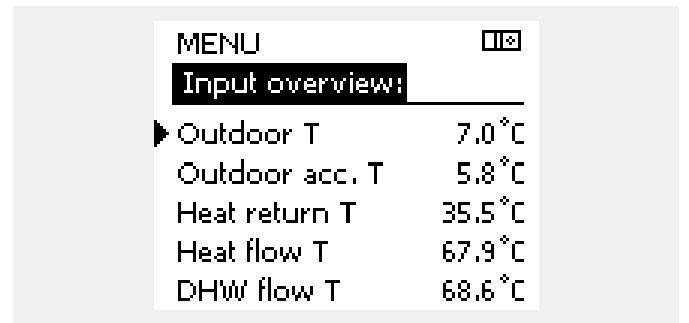 MENU
Input overview:
Outdoor T 7.0°C
Outdoor acc. T 5.8°C
Heat return T 35.5°C
Heat flow T 67.9°C
DHW flow T 68.6°C